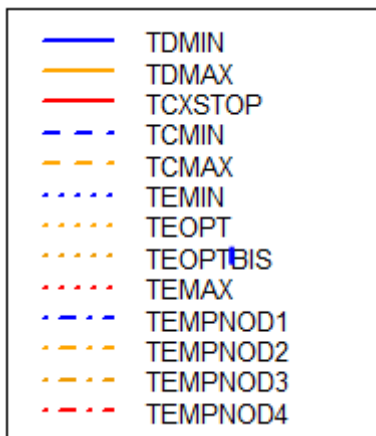 TDMIN
TDMAX
TCXSTOP
TCMIN
TCMAX
TEMIN
TEOPT
TEOPTBIS
TEMAX
TEMPNOD1
TEMPNOD2
TEMPNOD3
TEMPNOD4